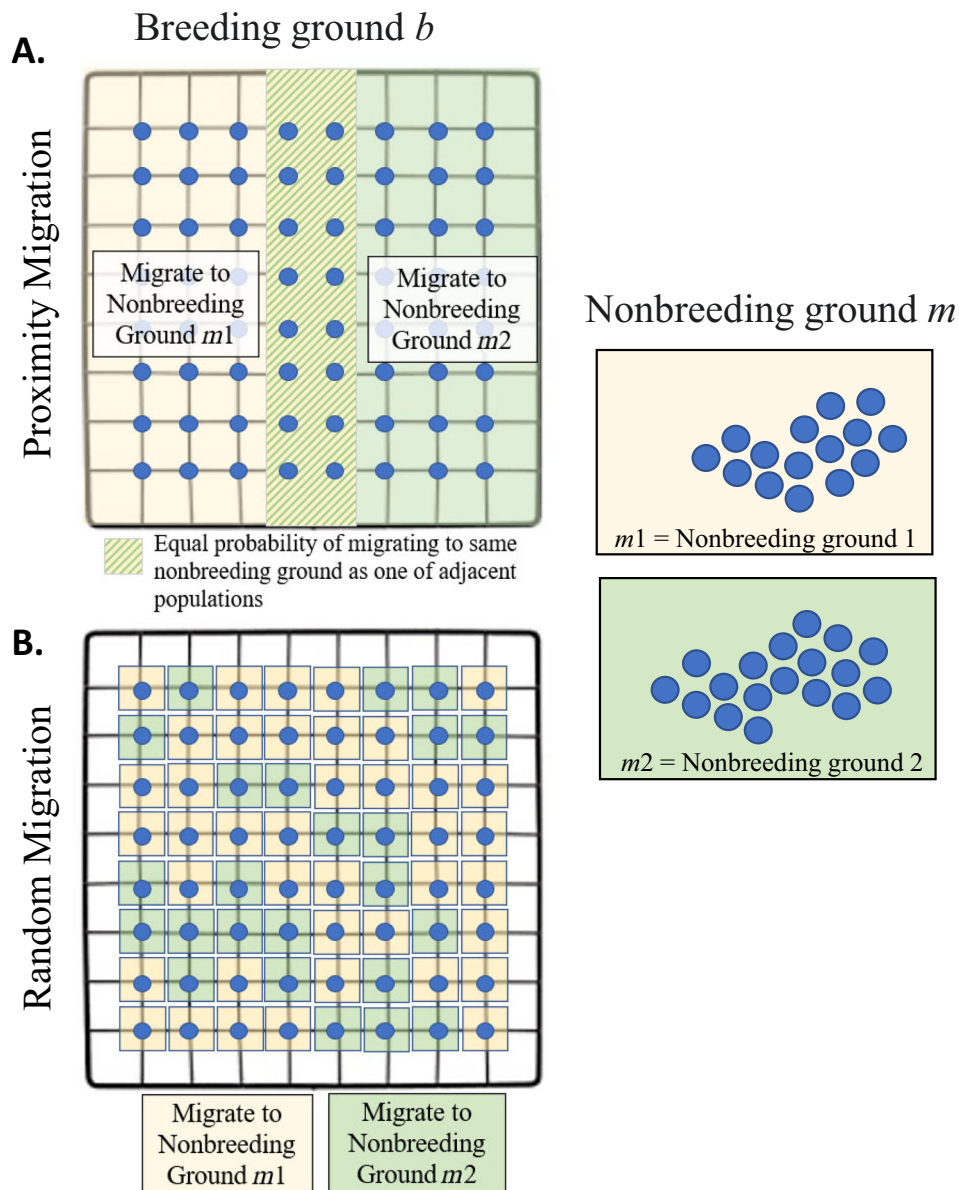 Breeding ground b
A.
Proximity Migration
Migrate to
Nonbreeding
Ground m1
Migrate to
Nonbreeding
Ground m2
Equal probability of migrating to same
nonbreeding ground as one of adjacent
populations
Nonbreeding ground m
m1 = Nonbreeding ground 1
m2 = Nonbreeding ground 2
B.
Random Migration
Migrate to
Nonbreeding
Ground m1
Migrate to
Nonbreeding
Ground m2